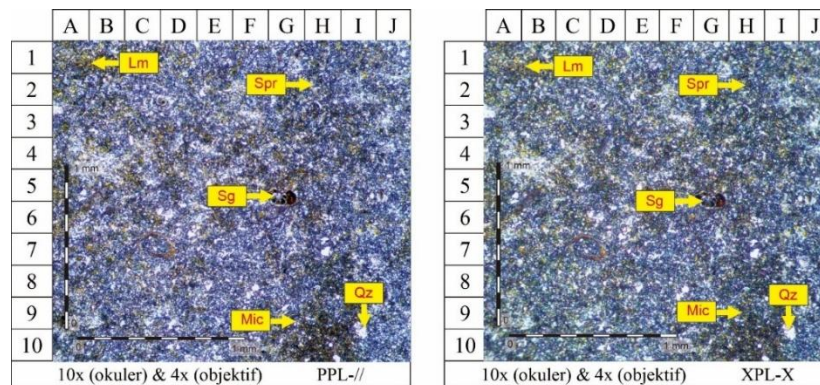 A B C D E F G H I J
1
2
3
4
5
6
7
8
9
10
Lm
Spr
1 mm
Sg
Qz
Mic
0
0
1 mm
10x (okuler) & 4x (objektif) PPL-//
A B C D E F G H I J
1
2
3
4
5
6
7
8
9
10
Lm
Spr
1 mm
Sg
Qz
Mic
0
0
1 mm
10x (okuler) & 4x (objektif) XPL-X